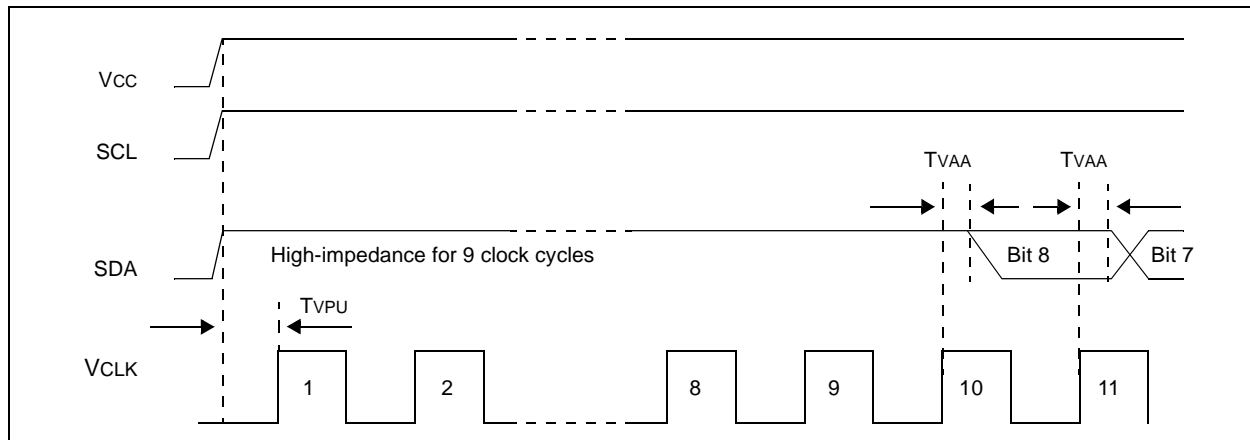 VCC
SCL
TVAA TVAA
SDA
High-impedance for 9 clock cycles
Bit 8 Bit 7
TVPU
VCLK
1 2 8 9 10 11